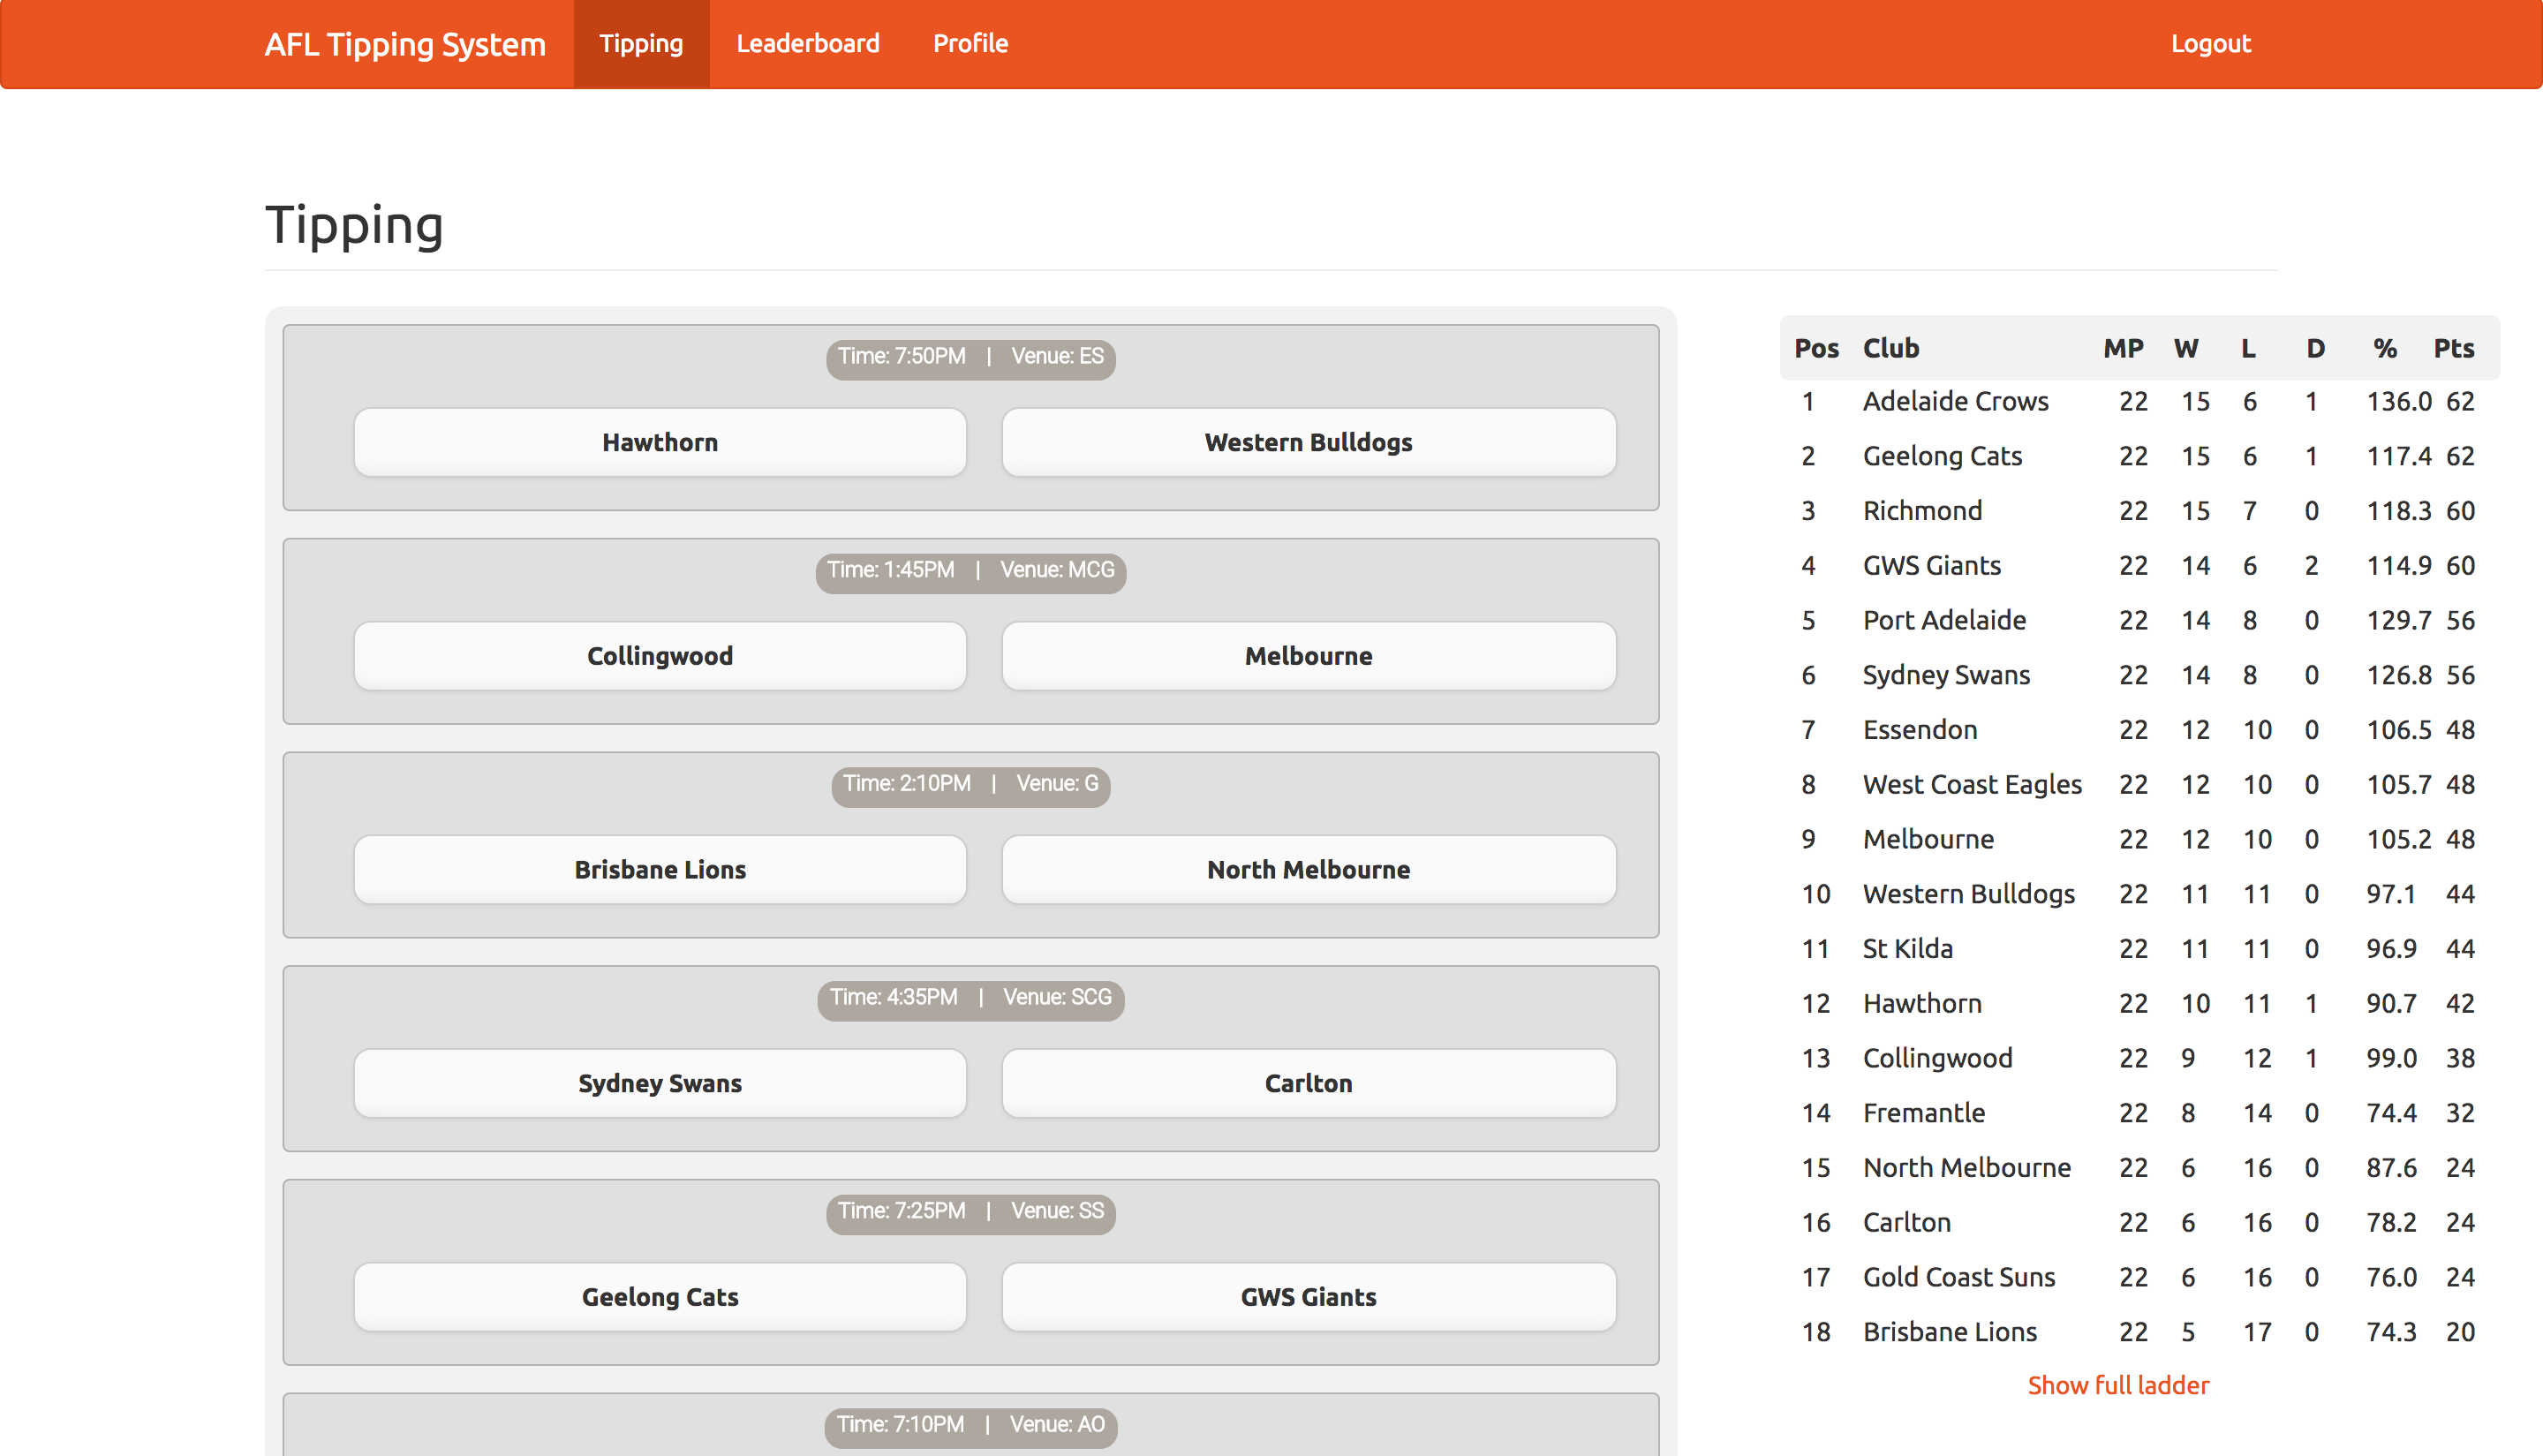 AFL Tipping System Tipping Leaderboard Profile Logout
Tipping
Time: 7:50PM | Venue: ES
Hawthorn Western Bulldogs
Time: 1:45PM | Venue: MCG
Collingwood Melbourne
Time: 2:10PM | Venue: G
Brisbane Lions North Melbourne
Time: 4:35PM | Venue: SCG
Sydney Swans Carlton
Time: 7:25PM | Venue: SS
Geelong Cats GWS Giants
Time: 7:10PM | Venue: AO
Pos Club MP W L D % Pts
1 Adelaide Crows 22 15 6 1 136.0 62
2 Geelong Cats 22 15 6 1 117.4 62
3 Richmond 22 15 7 0 118.3 60
4 GWS Giants 22 14 6 2 114.9 60
5 Port Adelaide 22 14 8 0 129.7 56
6 Sydney Swans 22 14 8 0 126.8 56
7 Essendon 22 12 10 0 106.5 48
8 West Coast Eagles 22 12 10 0 105.7 48
9 Melbourne 22 12 10 0 105.2 48
10 Western Bulldogs 22 11 11 0 97.1 44
11 St Kilda 22 11 11 0 96.9 44
12 Hawthorn 22 10 11 1 90.7 42
13 Collingwood 22 9 12 1 99.0 38
14 Fremantle 22 8 14 0 74.4 32
15 North Melbourne 22 6 16 0 87.6 24
16 Carlton 22 6 16 0 78.2 24
17 Gold Coast Suns 22 6 16 0 76.0 24
18 Brisbane Lions 22 5 17 0 74.3 20
Show full ladder